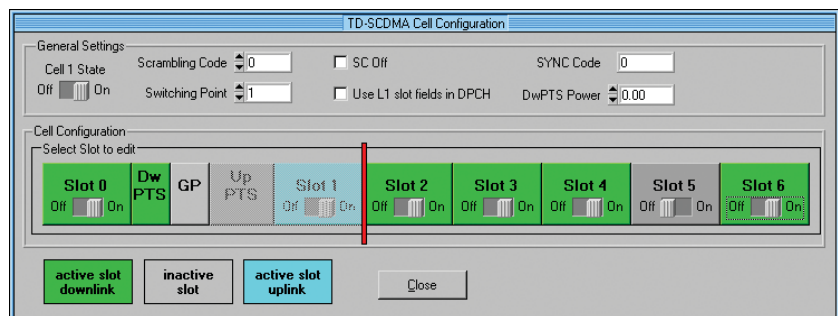 TD-SCDMA Cell Configuration
General Settings
Cell 1 State
Off On
Scrambling Code 0
Switching Point 1
SC Off
Use L1 slot fields in DPCH
SYNC Code 0
DwPTS Power 0.00
Cell Configuration
Select Slot to edit
Slot 0
Off On
Dw
PTS
GP
Up
PTS
Slot 1
Off On
Slot 2
Off On
Slot 3
Off On
Slot 4
Off On
Slot 5
Off On
Slot 6
Off On
active slot
downlink
inactive
slot
active slot
uplink
Close